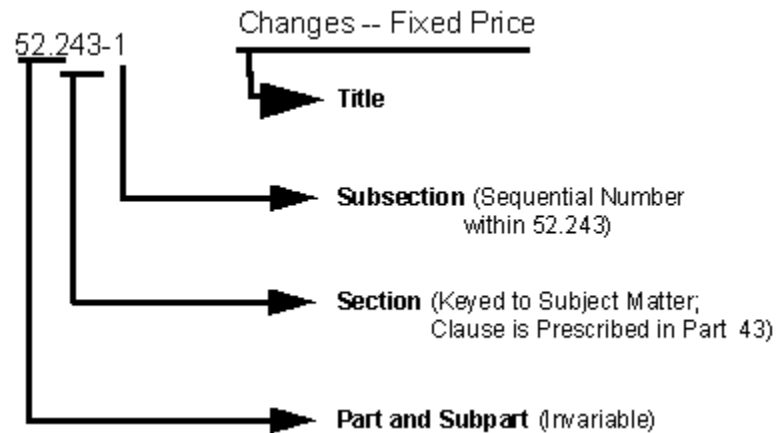 Changes -- Fixed Price
52.243-1
Title
Subsection (Sequential Number
within 52.243)
Section (Keyed to Subject Matter;
Clause is Prescribed in Part 43)
Part and Subpart (Invariable)